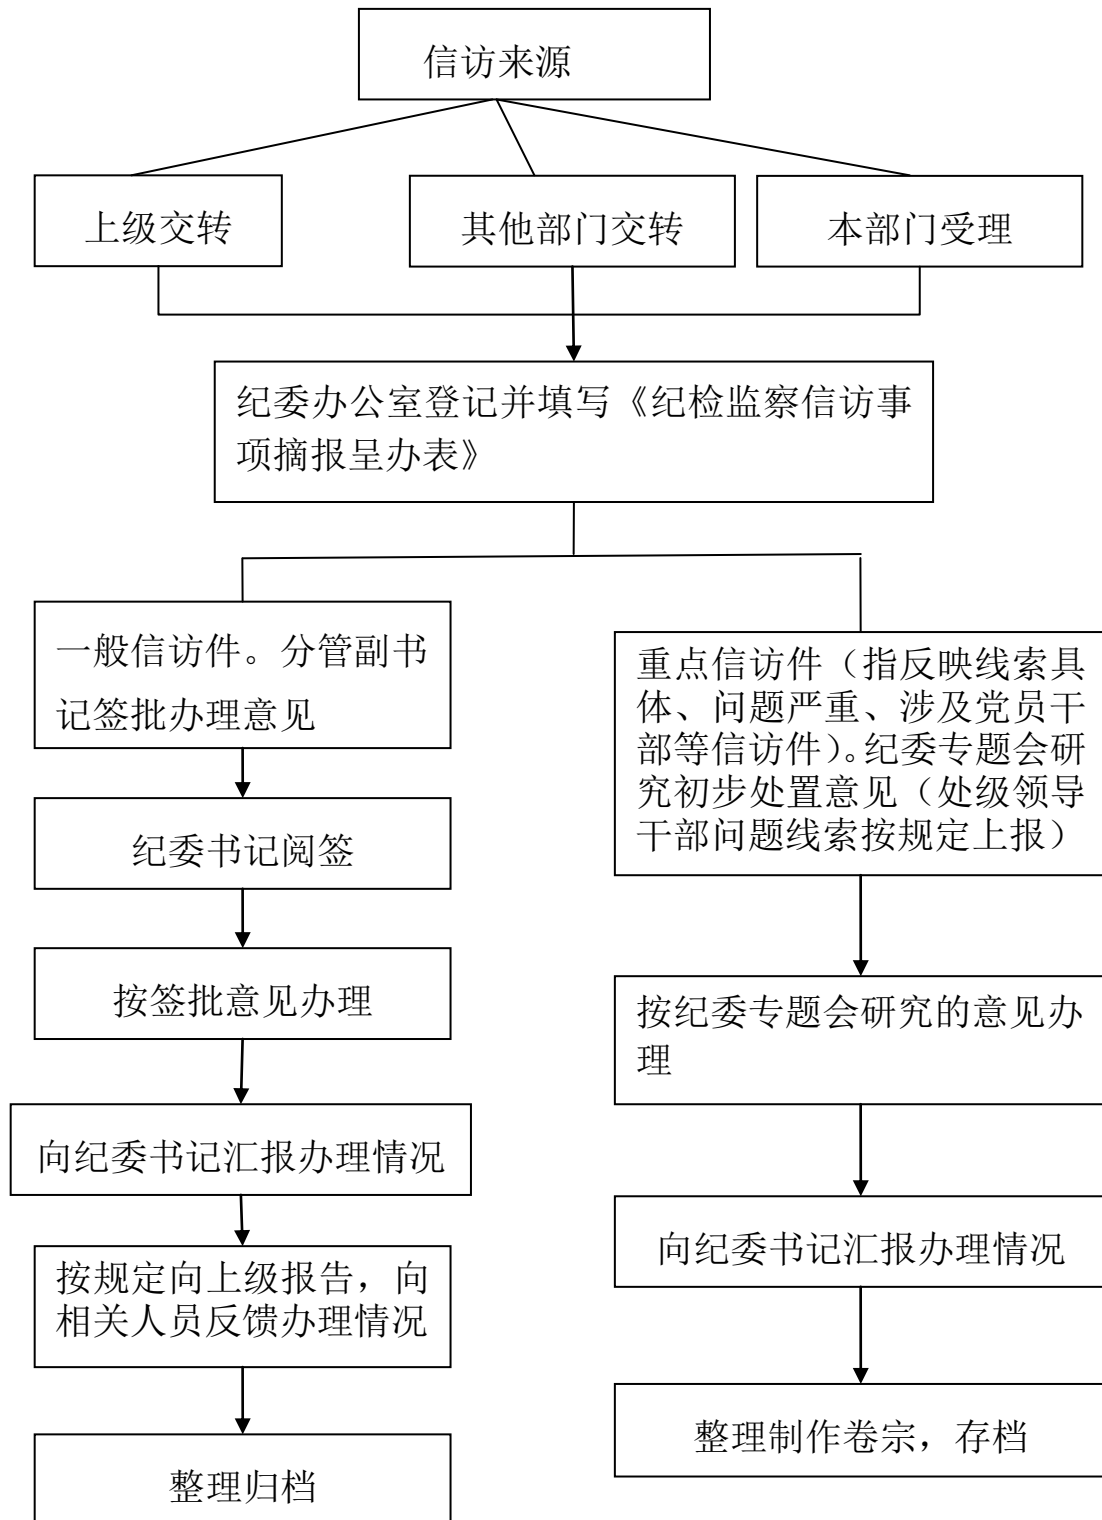 信访来源
上级交转
其他部门交转
本部门受理
纪委办公室登记并填写《纪检监察信访事
项摘报呈办表》
一般信访件。分管副书
记签批办理意见
纪委书记阅签
按签批意见办理
向纪委书记汇报办理情况
按规定向上级报告，向
相关人员反馈办理情况
整理归档
重点信访件（指反映线索具
体、问题严重、涉及党员干
部等信访件）。纪委专题会研
究初步处置意见（处级领导
干部问题线索按规定上报）
按纪委专题会研究的意见办
理
向纪委书记汇报办理情况
整理制作卷宗，存档